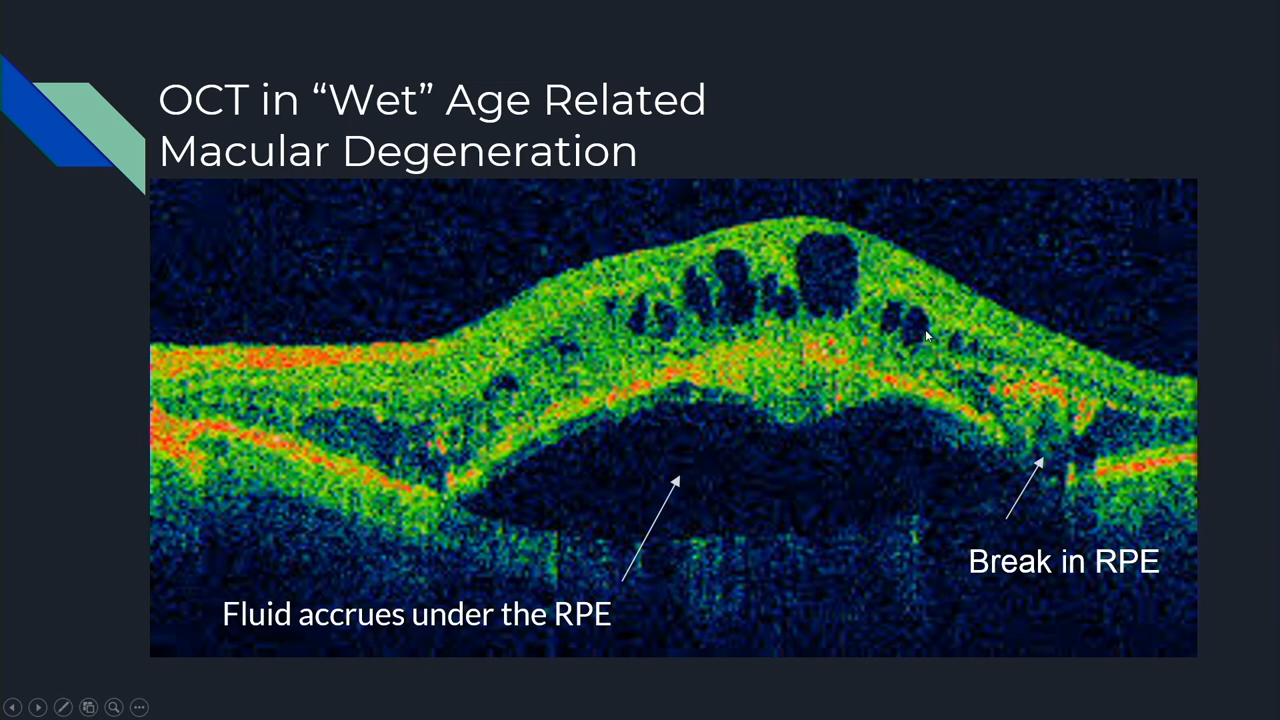 OCT in “Wet” Age Related
Macular Degeneration
Break in RPE
Fluid accrues under the RPE